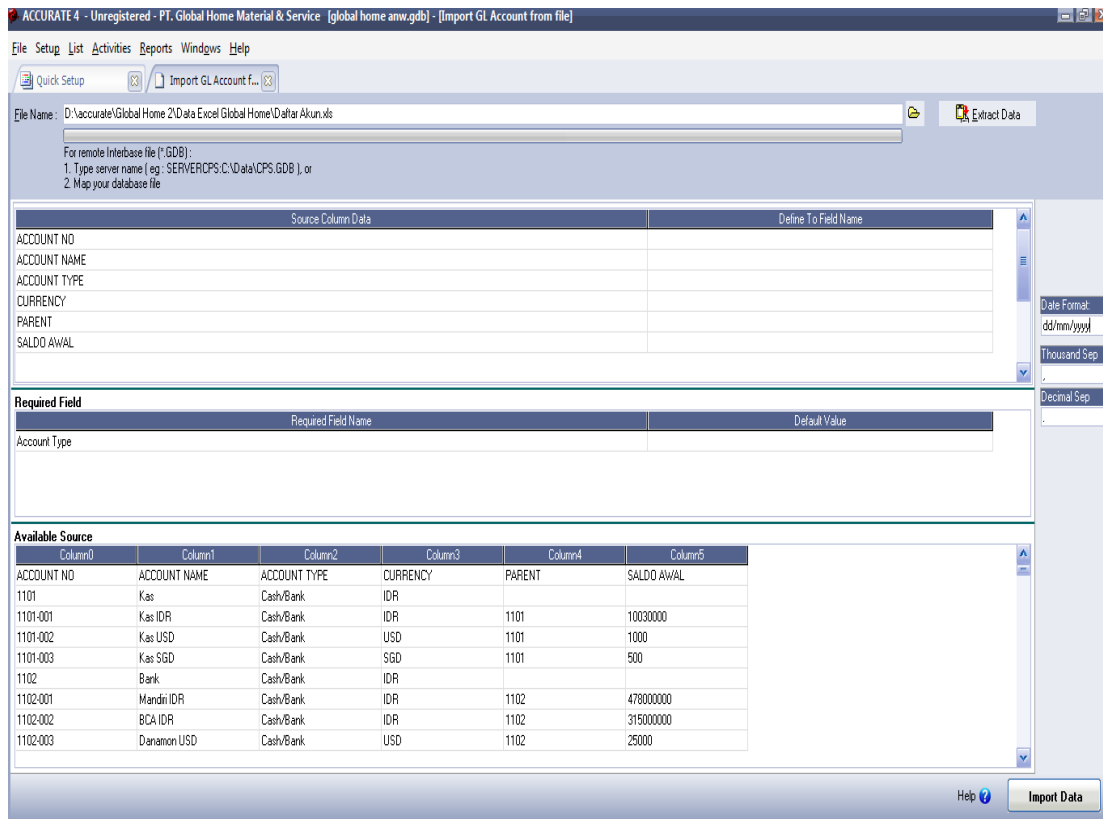 ACCURATE 4 - Unregistered - PT. Global Home Material & Service [global home anw.gdb] - [Import GL Account from file]
File Setup List Activities Reports Windows Help
Quick Setup Import GL Account f...
File Name : D:\accurate\Global Home 2\Data Excel Global Home\Daftar Akun.xls Extract Data
For remote Interbase file (*.GDB) :
1. Type server name ( eg : SERVERCPS:C:\Data\CPS.GDB ), or
2. Map your database file
Source Column Data Define To Field Name
ACCOUNT NO
ACCOUNT NAME
ACCOUNT TYPE
CURRENCY
PARENT
SALDO AWAL
Date Format:
dd/mm/yyyy
Thousand Sep
,
Decimal Sep
.
Required Field
Required Field Name Default Value
Account Type
Available Source
Column0 Column1 Column2 Column3 Column4 Column5
ACCOUNT NO ACCOUNT NAME ACCOUNT TYPE CURRENCY PARENT SALDO AWAL
1101 Kas Cash/Bank IDR
1101-001 Kas IDR Cash/Bank IDR 1101 10030000
1101-002 Kas USD Cash/Bank USD 1101 1000
1101-003 Kas SGD Cash/Bank SGD 1101 500
1102 Bank Cash/Bank IDR
1102-001 Mandiri IDR Cash/Bank IDR 1102 478000000
1102-002 BCA IDR Cash/Bank IDR 1102 315000000
1102-003 Danamon USD Cash/Bank USD 1102 25000
Help Import Data